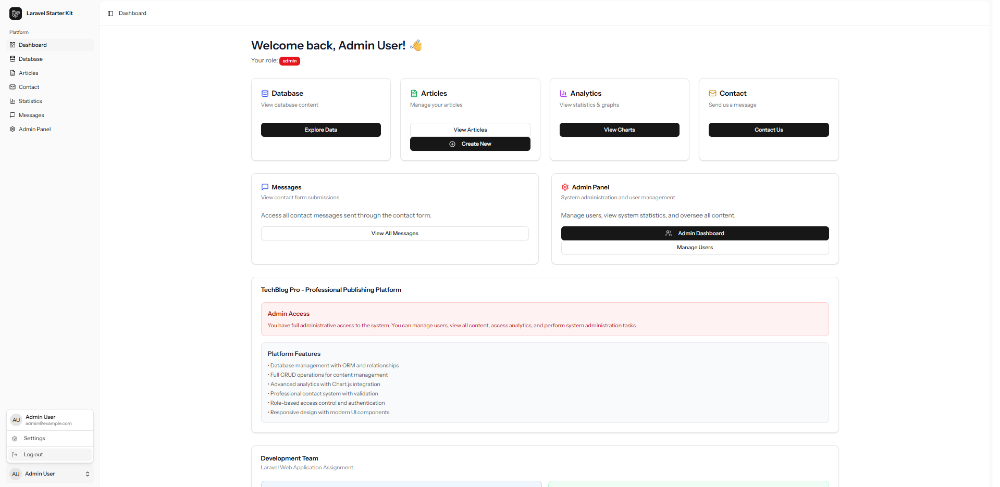 Laravel Starter Kit
Platform
Dashboard
Database
Articles
Contact
Statistics
Messages
Admin Panel
AU
Admin User
admin@example.com
Settings
Log out
AU
Admin User
Dashboard
Welcome back, Admin User! 👋
Your role: admin
Database
View database content
Explore Data
Articles
Manage your articles
View Articles
Create New
Analytics
View statistics & graphs
View Charts
Contact
Send us a message
Contact Us
Messages
View contact form submissions
Access all contact messages sent through the contact form.
View All Messages
Admin Panel
System administration and user management
Manage users, view system statistics, and oversee all content.
Admin Dashboard
Manage Users
TechBlog Pro - Professional Publishing Platform
Admin Access
You have full administrative access to the system. You can manage users, view all content, access analytics, and perform system administration tasks.
Platform Features
• Database management with ORM and relationships
• Full CRUD operations for content management
• Advanced analytics with Chart.js integration
• Professional contact system with validation
• Role-based access control and authentication
• Responsive design with modern UI components
Development Team
Laravel Web Application Assignment